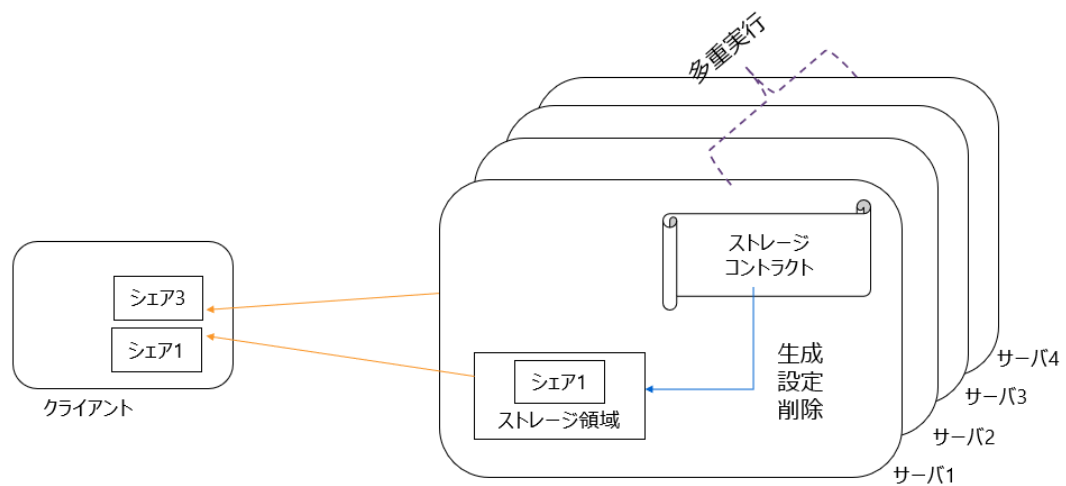 多重実行
ストレージ
コントラクト
シェア3
シェア1
クライアント
シェア1
ストレージ領域
生成
設定
削除
サーバ4
サーバ3
サーバ2
サーバ1